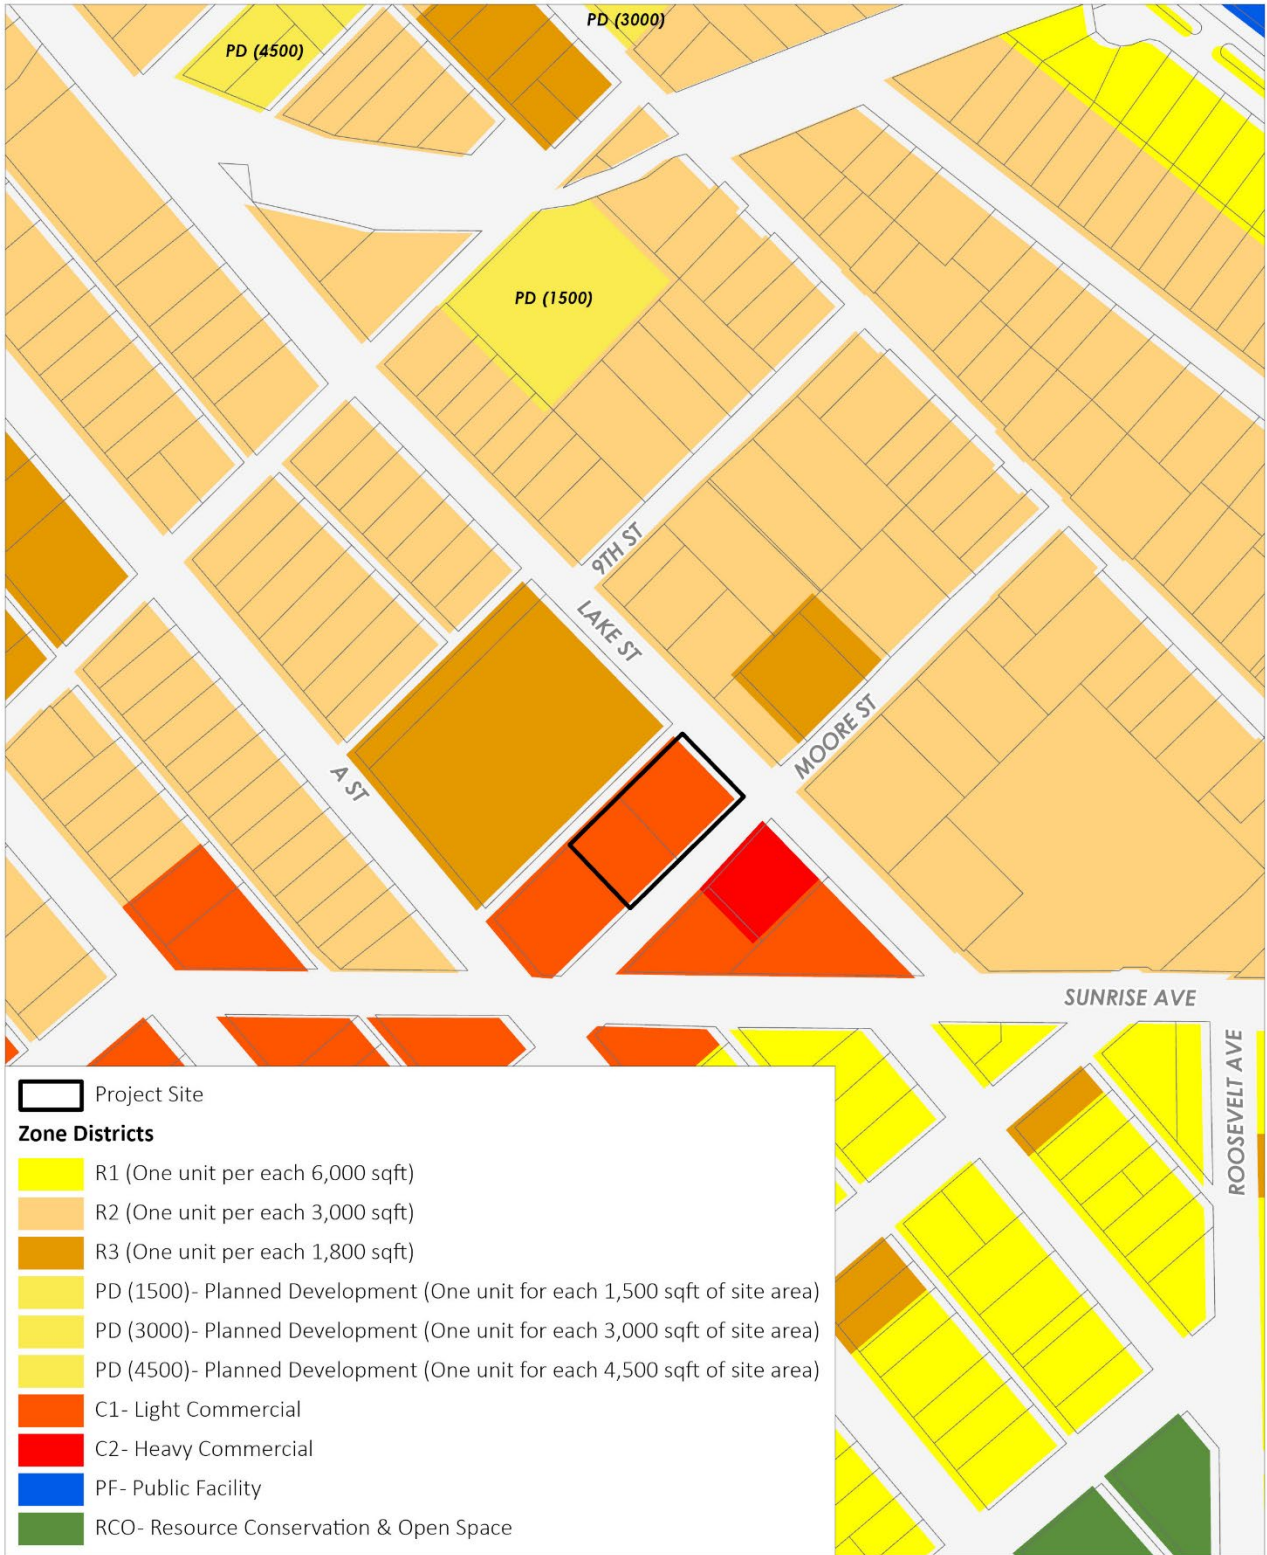 PD (3000)
PD (4500)
PD (1500)
9TH ST
LAKE ST
MOORE ST
A ST
SUNRISE AVE
ROOSEVELT AVE
Project Site
Zone Districts
R1 (One unit per each 6,000 sqft)
R2 (One unit per each 3,000 sqft)
R3 (One unit per each 1,800 sqft)
PD (1500)- Planned Development (One unit for each 1,500 sqft of site area)
PD (3000)- Planned Development (One unit for each 3,000 sqft of site area)
PD (4500)- Planned Development (One unit for each 4,500 sqft of site area)
C1- Light Commercial
C2- Heavy Commercial
PF- Public Facility
RCO- Resource Conservation & Open Space